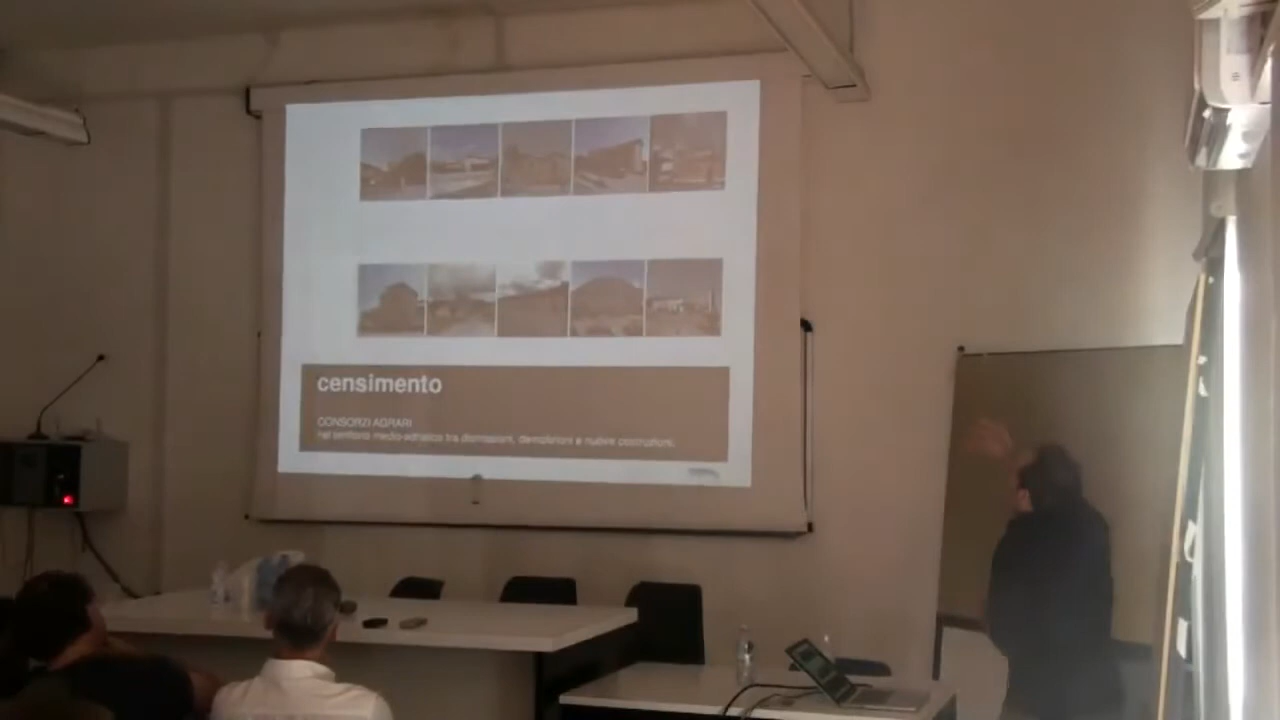 censimento
CONSORZI AGRARI
nel territorio medio-adriatico tra dismissioni, demolizioni e nuove costruzioni.